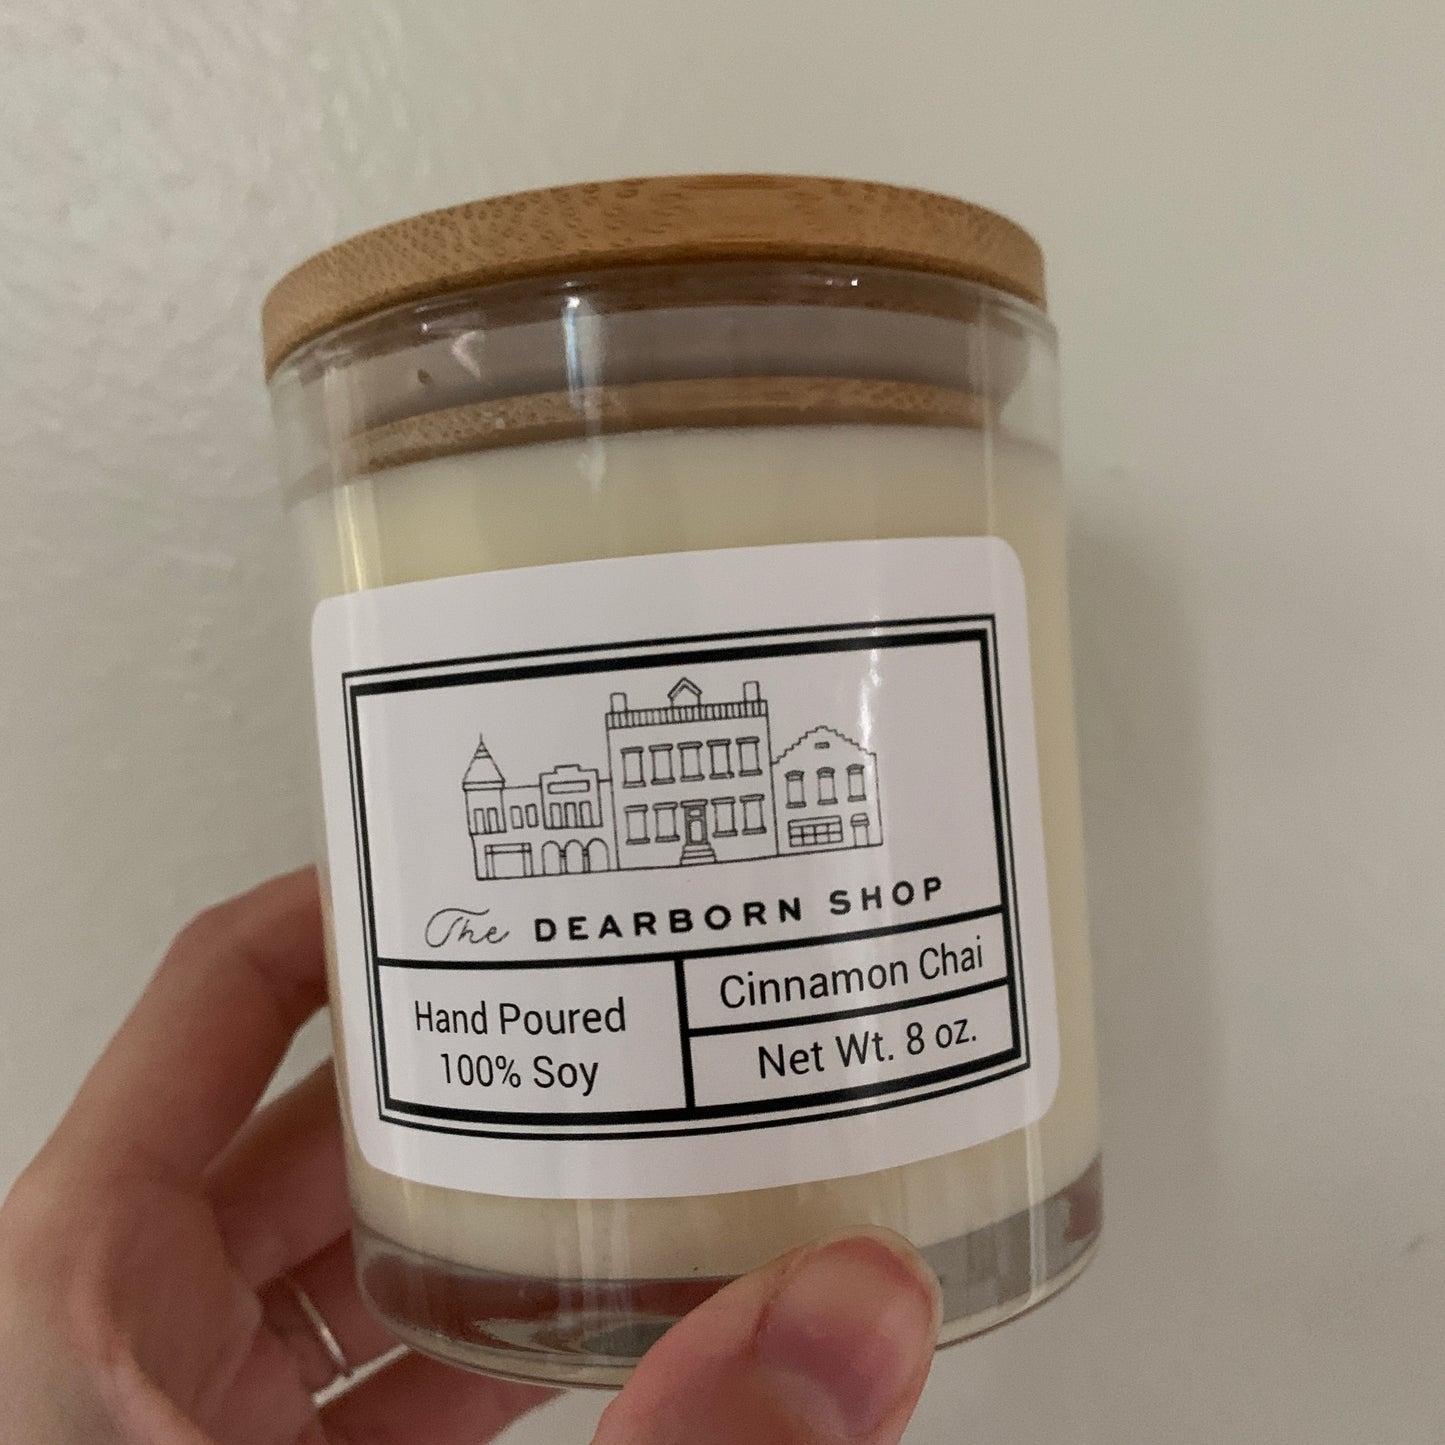 The DEARBORN SHOP
Hand Poured
100% Soy
Cinnamon Chai
Net Wt. 8 oz.